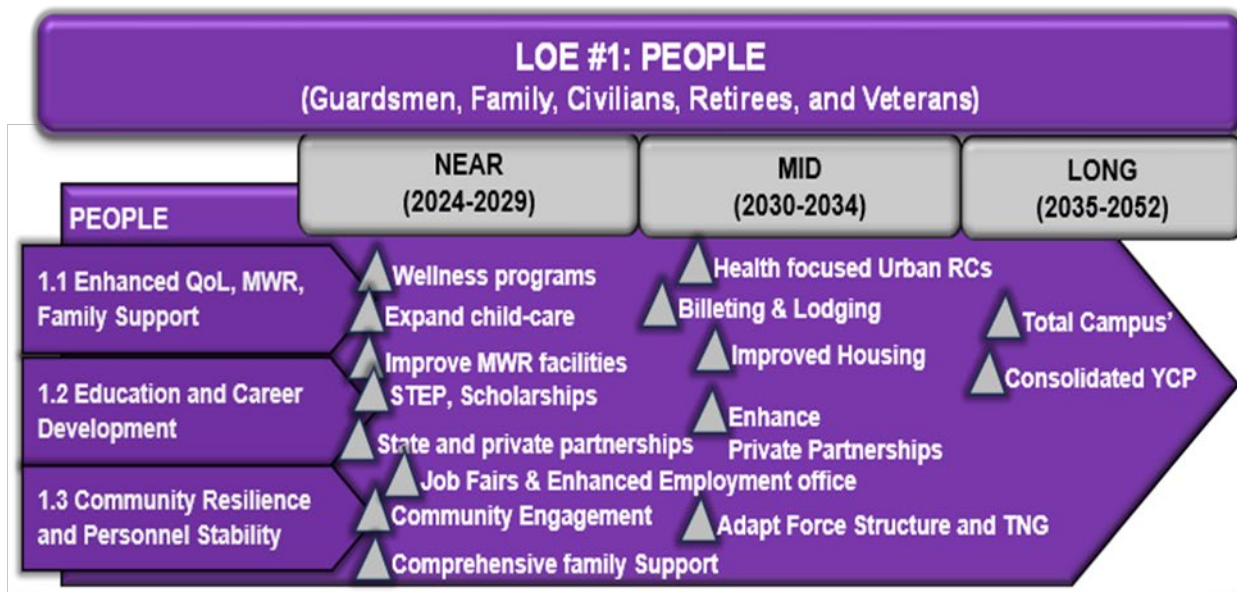 LOE #1: PEOPLE
(Guardsmen, Family, Civilians, Retirees, and Veterans)
NEAR
(2024-2029)
MID
(2030-2034)
LONG
(2035-2052)
PEOPLE
1.1 Enhanced QoL, MWR,
Family Support
1.2 Education and Career
Development
1.3 Community Resilience
and Personnel Stability
Wellness programs
Expand child-care
Improve MWR facilities
STEP, Scholarships
State and private partnerships
Job Fairs & Enhanced Employment office
Community Engagement
Comprehensive family Support
Health focused Urban RCs
Billeting & Lodging
Improved Housing
Enhance
Private Partnerships
Adapt Force Structure and TNG
Total Campus’
Consolidated YCP